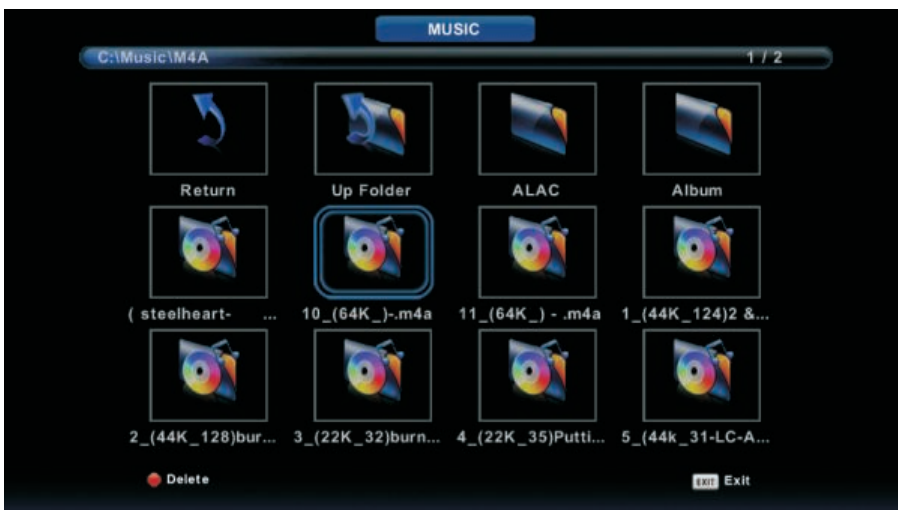 MUSIC
C:\Music\M4A 1 / 2
Return Up Folder ALAC Album
( steelheart- ... 10_(64K_)-.m4a 11_(64K_) - .m4a 1_(44K_124)2 &...
2_(44K_128)bur... 3_(22K_32)burn... 4_(22K_35)Putti... 5_(44k_31-LC-A...
Delete EXIT Exit